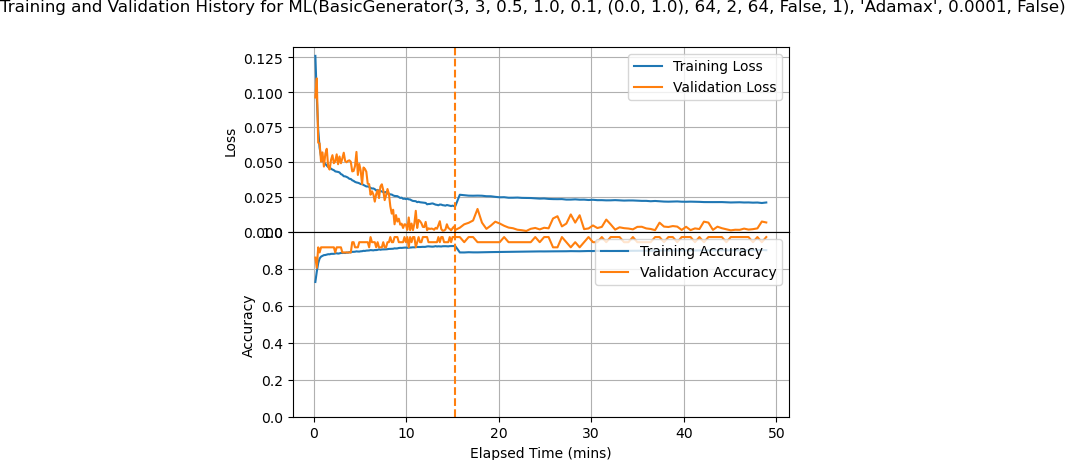 Training and Validation History for ML(BasicGenerator(3, 3, 0.5, 1.0, 0.1, (0.0, 1.0), 64, 2, 64, False, 1), 'Adamax', 0.0001, False)
0.125
0.100
0.075
0.050
0.025
0.000
Loss
Training Loss
Validation Loss
1.0
0.8
0.6
0.4
0.2
0.0
Accuracy
Training Accuracy
Validation Accuracy
0 10 20 30 40 50
Elapsed Time (mins)